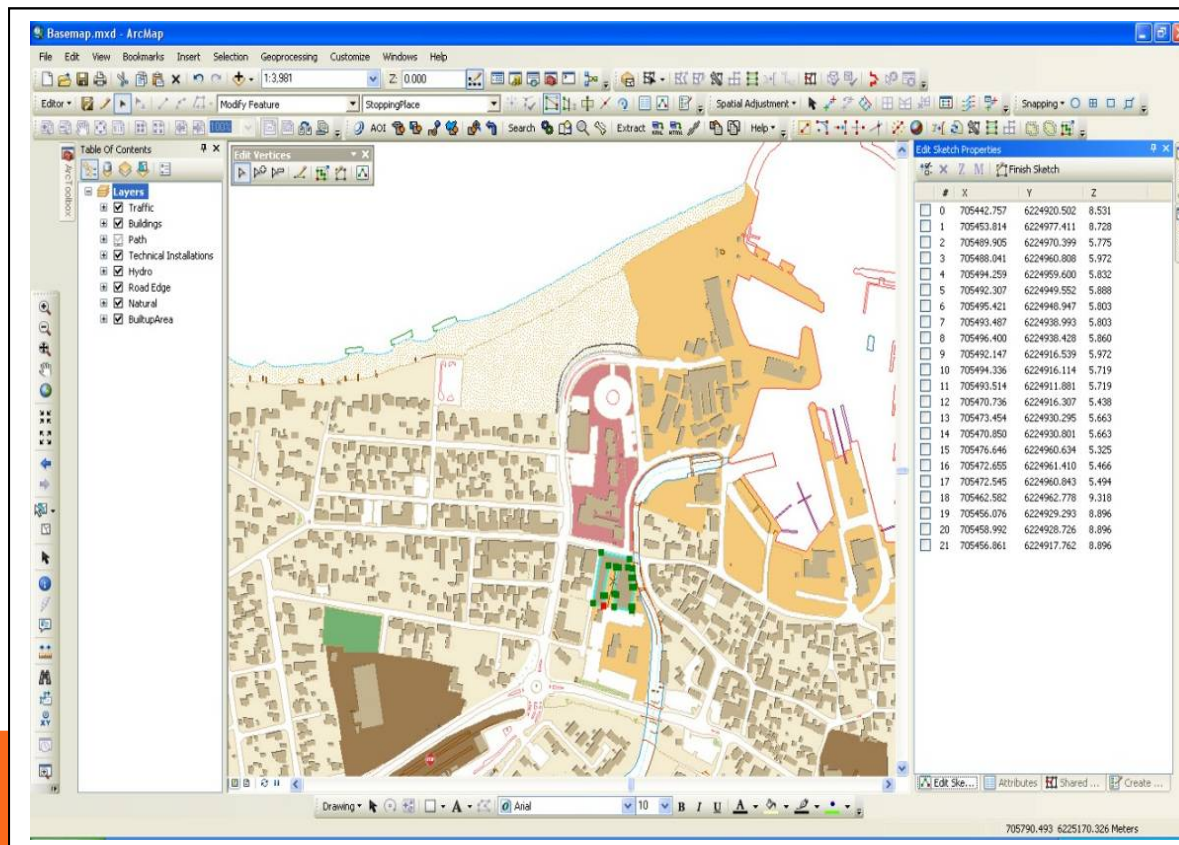 Basemap.mxd - ArcMap
File Edit View Bookmarks Insert Selection Geoprocessing Customize Windows Help
1:3,981 Z: 0.000
Editor Modify Feature StoppingPlace Spatial Adjustment Snapping
100% AOI Search Extract Help
ArcToolbox
Table Of Contents
Layers
Traffic
Buildings
Path
Technical Installations
Hydro
Road Edge
Natural
BuiltupArea
Edit Vertices
Edit Sketch Properties
Z M Finish Sketch
# X Y Z
0 705442.757 6224920.502 8.531
1 705453.814 6224977.411 8.728
2 705489.905 6224970.399 5.775
3 705488.041 6224960.808 5.972
4 705494.259 6224959.600 5.832
5 705492.307 6224949.552 5.888
6 705495.421 6224948.947 5.803
7 705493.487 6224938.993 5.803
8 705496.400 6224938.428 5.860
9 705492.147 6224916.539 5.972
10 705494.336 6224916.114 5.719
11 705493.514 6224911.881 5.719
12 705470.736 6224916.307 5.438
13 705473.454 6224930.295 5.663
14 705470.850 6224930.801 5.663
15 705476.646 6224960.634 5.325
16 705472.655 6224961.410 5.466
17 705472.545 6224960.843 5.494
18 705462.582 6224962.778 9.318
19 705456.076 6224929.293 8.896
20 705458.992 6224928.726 8.896
21 705456.861 6224917.762 8.896
Edit Ske... Attributes Shared ... Create ...
Drawing A Arial 10 B I U A
705790.493 6225170.326 Meters